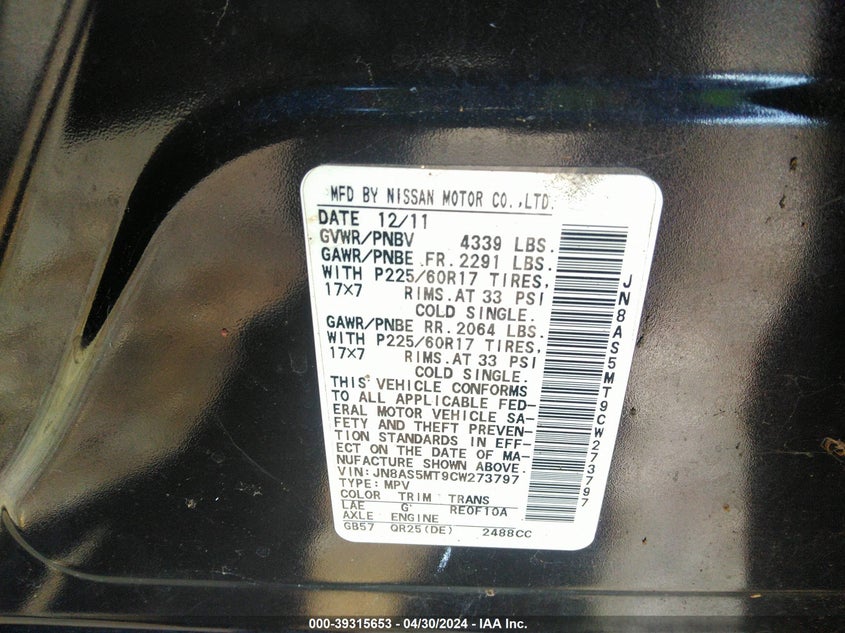 MFD BY NISSAN MOTOR CO.,LTD.
DATE 12/11
GVWR/PNBV 4339 LBS.
GAWR/PNBE FR. 2291 LBS.
WITH P225/60R17 TIRES,
17×7 RIMS. AT 33 PSI
COLD SINGLE.
GAWR/PNBE RR. 2064 LBS.
WITH P225/60R17 TIRES,
17×7 RIMS. AT 33 PSI
COLD SINGLE.
THIS VEHICLE CONFORMS
TO ALL APPLICABLE FED-
ERAL MOTOR VEHICLE SA-
FETY AND THEFT PREVEN-
TION STANDARDS IN EFF-
ECT ON THE DATE OF MA-
NUFACTURE SHOWN ABOVE.
VIN: JN8AS5MT9CW273797
TYPE: MPV
COLOR TRIM TRANS
LAE G RE0F10A
AXLE ENGINE
GB57 QR25(DE) 2488CC
JN8AS5MT9CW273797
000-39315653 - 04/30/2024 - IAA Inc.